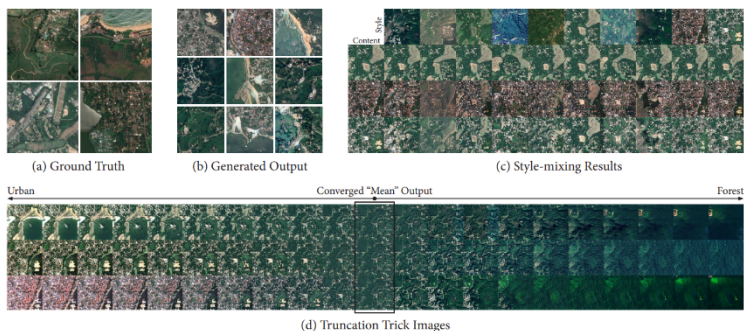 Style
Content
(a) Ground Truth
(b) Generated Output
(c) Style-mixing Results
Urban
Converged “Mean” Output
Forest
(d) Truncation Trick Images